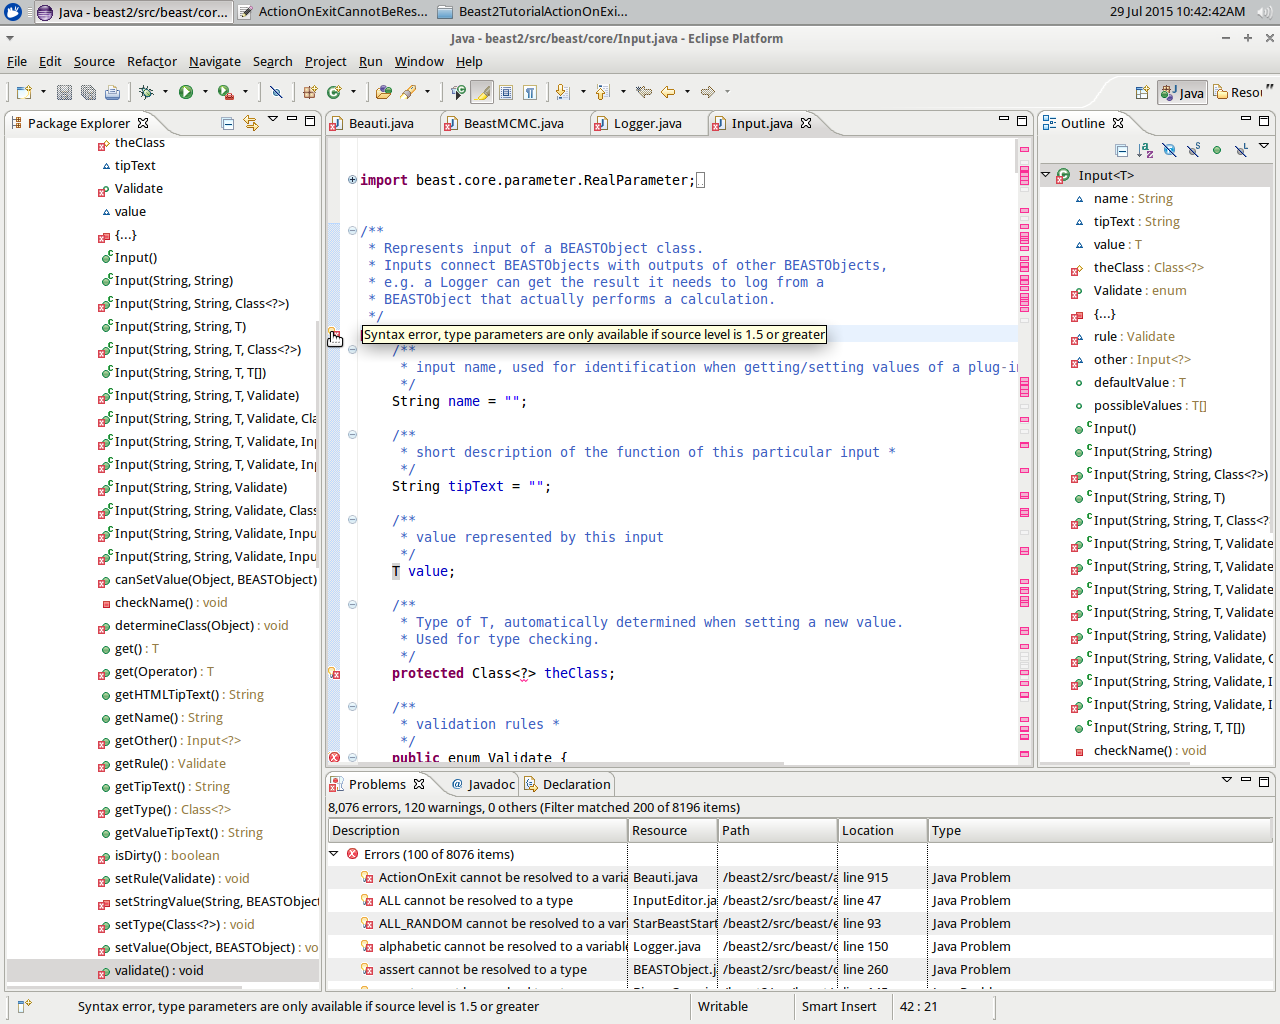 Java - beast2/src/beast/cor...
ActionOnExitCannotBeRes...
Beast2TutorialActionOnExi...
29 Jul 2015 10:42:42AM
Java - beast2/src/beast/core/Input.java - Eclipse Platform
File Edit Source Refactor Navigate Search Project Run Window Help
Java
Resou
Package Explorer
theClass
tipText
Validate
value
{...}
Input()
Input(String, String)
Input(String, String, Class<?>)
Input(String, String, T)
Input(String, String, T, Class<?>)
Input(String, String, T, T[])
Input(String, String, T, Validate)
Input(String, String, T, Validate, Cla
Input(String, String, T, Validate, Inp
Input(String, String, T, Validate, Inp
Input(String, String, Validate)
Input(String, String, Validate, Class
Input(String, String, Validate, Inpu
Input(String, String, Validate, Inpu
canSetValue(Object, BEASTObject)
checkName() : void
determineClass(Object) : void
get() : T
get(Operator) : T
getHTMLTipText() : String
getName() : String
getOther() : Input<?>
getRule() : Validate
getTipText() : String
getType() : Class<?>
getValueTipText() : String
isDirty() : boolean
setRule(Validate) : void
setStringValue(String, BEASTObject
setType(Class<?>) : void
setValue(Object, BEASTObject) : vo
validate() : void
Beauti.java
BeastMCMC.java
Logger.java
Input.java
import beast.core.parameter.RealParameter;
/**
* Represents input of a BEASTObject class.
* Inputs connect BEASTObjects with outputs of other BEASTObjects,
* e.g. a Logger can get the result it needs to log from a
* BEASTObject that actually performs a calculation.
*/
Syntax error, type parameters are only available if source level is 1.5 or greater
/**
* input name, used for identification when getting/setting values of a plug-in
*/
String name = "";
/**
* short description of the function of this particular input *
*/
String tipText = "";
/**
* value represented by this input
*/
T value;
/**
* Type of T, automatically determined when setting a new value.
* Used for type checking.
*/
protected Class<?> theClass;
/**
* validation rules *
*/
public enum Validate {
Outline
Input<T>
name : String
tipText : String
value : T
theClass : Class<?>
Validate : enum
{...}
rule : Validate
other : Input<?>
defaultValue : T
possibleValues : T[]
Input()
Input(String, String)
Input(String, String, Class<?>)
Input(String, String, T)
Input(String, String, T, Class<?
Input(String, String, T, Validate
Input(String, String, T, Validate
Input(String, String, T, Validate
Input(String, String, T, Validate
Input(String, String, Validate)
Input(String, String, Validate, C
Input(String, String, Validate, I
Input(String, String, Validate, I
Input(String, String, T, T[])
checkName() : void
Problems
@ Javadoc
Declaration
8,076 errors, 120 warnings, 0 others (Filter matched 200 of 8196 items)
Description Resource Path Location Type
Errors (100 of 8076 items)
ActionOnExit cannot be resolved to a varia Beauti.java /beast2/src/beast/a line 915 Java Problem
ALL cannot be resolved to a type InputEditor.ja /beast2/src/beast/a line 47 Java Problem
ALL_RANDOM cannot be resolved to a vari StarBeastStart /beast2/src/beast/e line 93 Java Problem
alphabetic cannot be resolved to a variable Logger.java /beast2/src/beast/c line 150 Java Problem
assert cannot be resolved to a type BEASTObject.j /beast2/src/beast/c line 260 Java Problem
Syntax error, type parameters are only available if source level is 1.5 or greater
Writable
Smart Insert
42 : 21